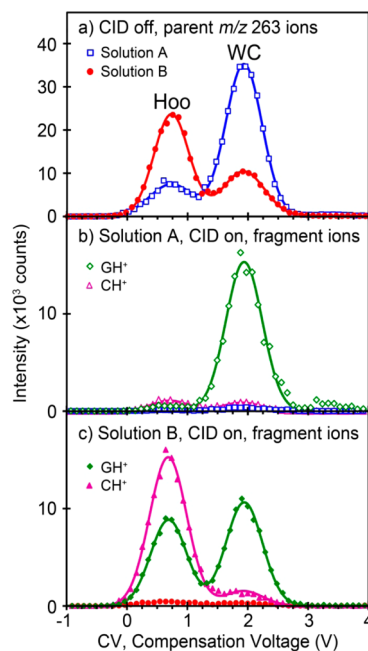 a) CID off, parent m/z 263 ions
40
Solution A
Solution B
WC
Hoo
30
20
10
0
b) Solution A, CID on, fragment ions
GH⁺
CH⁺
10
0
Intensity (x10³ counts)
c) Solution B, CID on, fragment ions
GH⁺
CH⁺
10
0
-1 0 1 2 3 4
CV, Compensation Voltage (V)